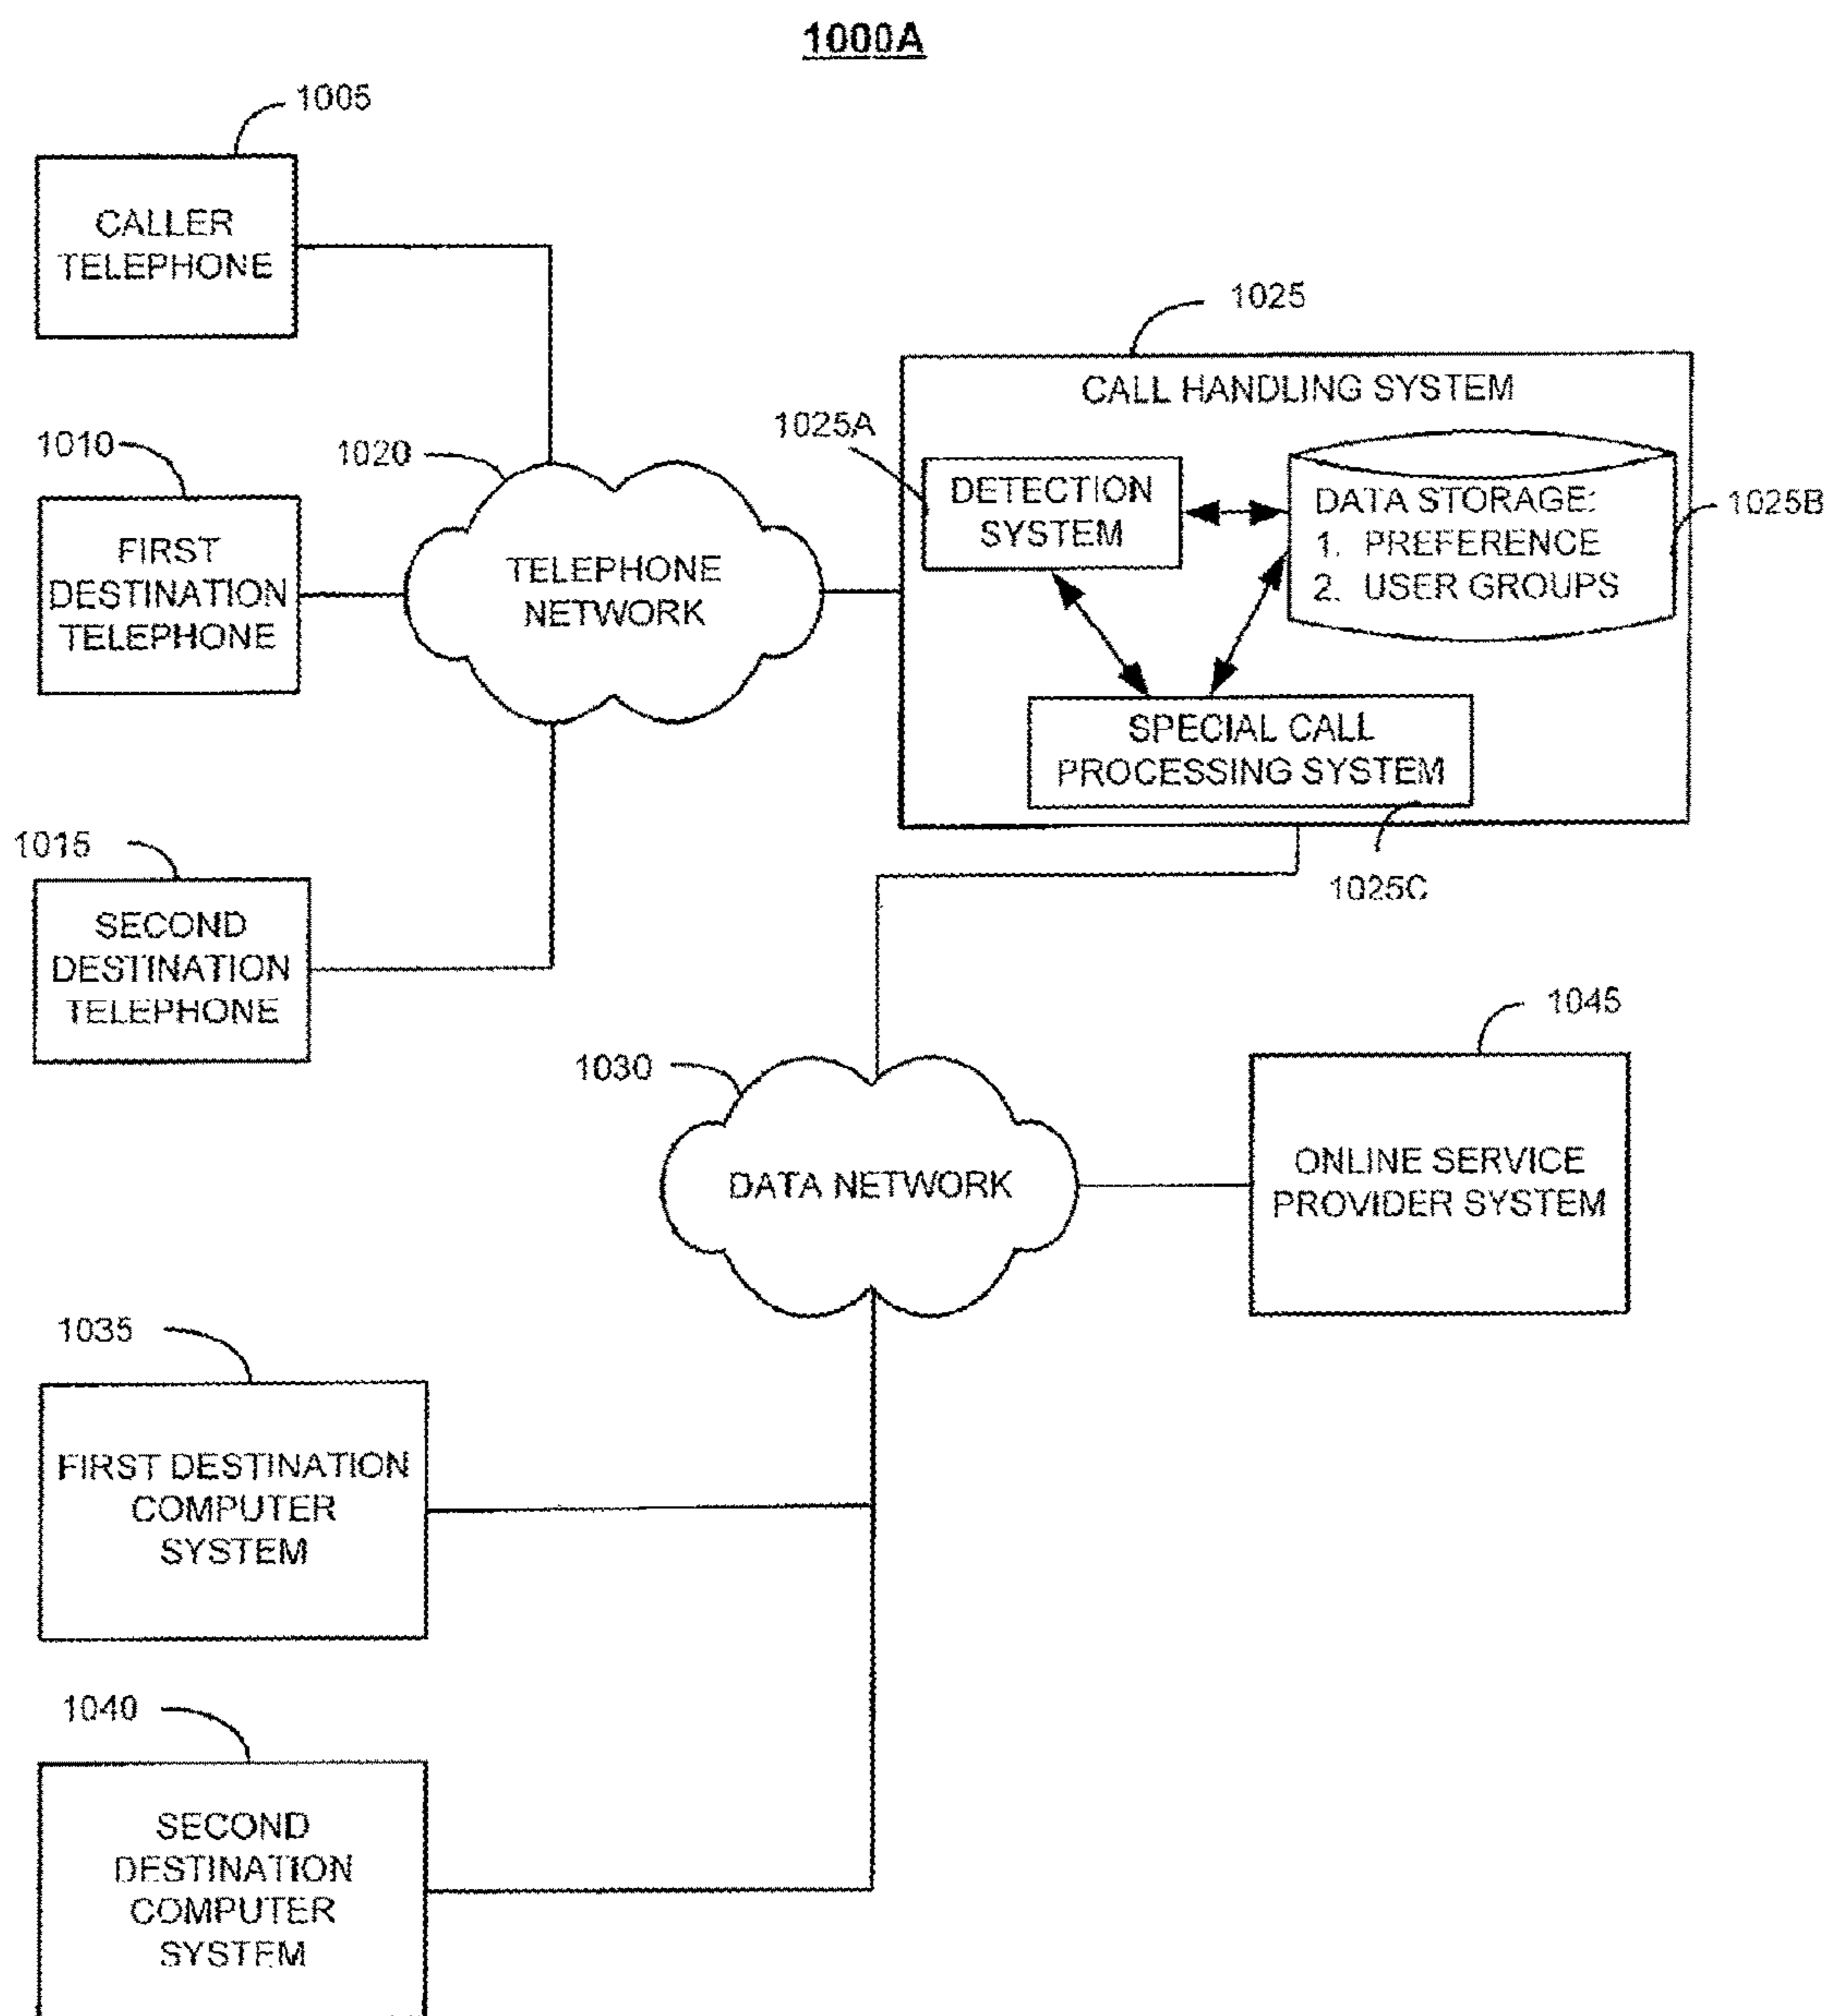 1000A
1005
CALLER
TELEPHONE
1010
FIRST
DESTINATION
TELEPHONE
1015
SECOND
DESTINATION
TELEPHONE
1020
TELEPHONE
NETWORK
1025
CALL HANDLING SYSTEM
1025A
DETECTION
SYSTEM
DATA STORAGE:
1. PREFERENCE
2. USER GROUPS
1025B
SPECIAL CALL
PROCESSING SYSTEM
1025C
1030
DATA NETWORK
1045
ONLINE SERVICE
PROVIDER SYSTEM
1035
FIRST DESTINATION
COMPUTER
SYSTEM
1040
SECOND
DESTINATION
COMPUTER
SYSTEM